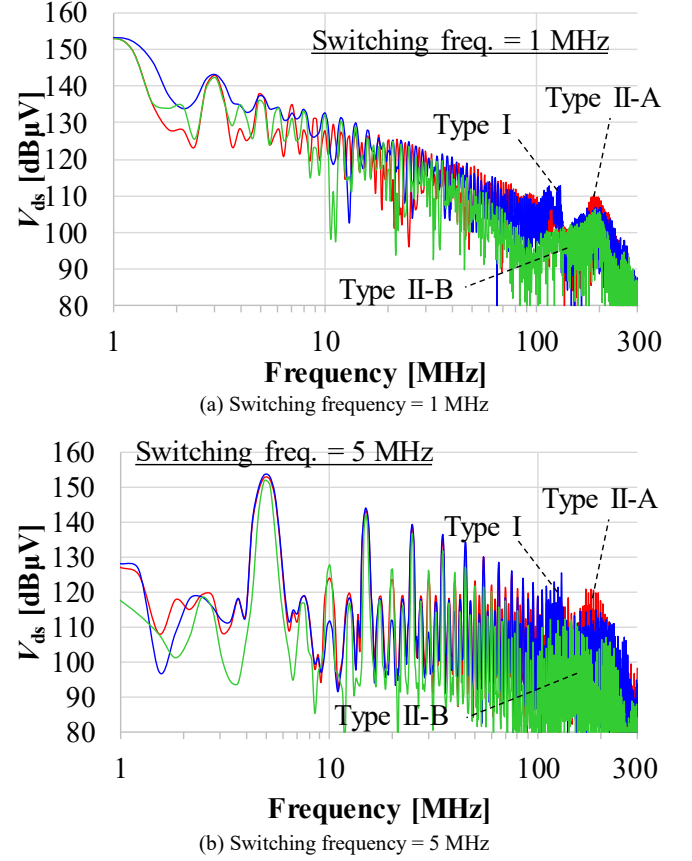 160
Switching freq. = 1 MHz
150
140
Type II-A
130
Type I
120
110
100
90
Type II-B
80
V_ds [dBµV]
1 10 100 300
Frequency [MHz]
(a) Switching frequency = 1 MHz
160
Switching freq. = 5 MHz
150
140
Type II-A
130
Type I
120
110
100
90
Type II-B
80
V_ds [dBµV]
1 10 100 300
Frequency [MHz]
(b) Switching frequency = 5 MHz